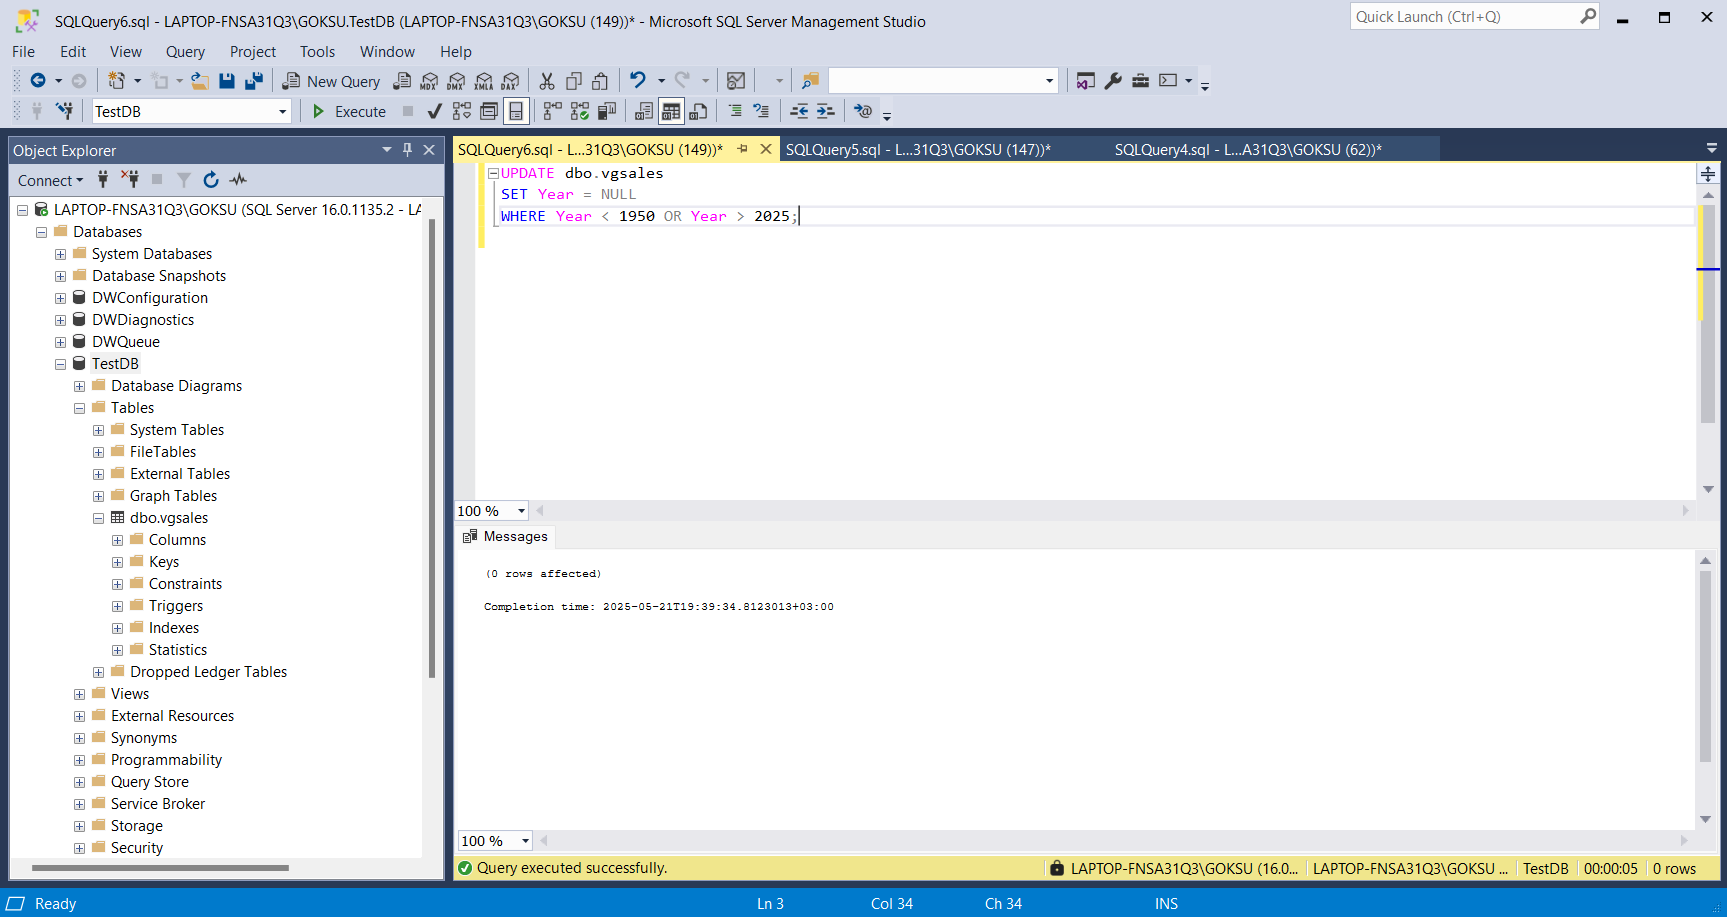 SQLQuery6.sql - LAPTOP-FNSA31Q3\GOKSU.TestDB (LAPTOP-FNSA31Q3\GOKSU (149))* - Microsoft SQL Server Management Studio
Quick Launch (Ctrl+Q)
File Edit View Query Project Tools Window Help
New Query MDX DMX XMLA DAX
TestDB Execute
Object Explorer
Connect
LAPTOP-FNSA31Q3\GOKSU (SQL Server 16.0.1135.2 - LA
Databases
System Databases
Database Snapshots
DWConfiguration
DWDiagnostics
DWQueue
TestDB
Database Diagrams
Tables
System Tables
FileTables
External Tables
Graph Tables
dbo.vgsales
Columns
Keys
Constraints
Triggers
Indexes
Statistics
Dropped Ledger Tables
Views
External Resources
Synonyms
Programmability
Query Store
Service Broker
Storage
Security
SQLQuery6.sql - L...31Q3\GOKSU (149))* SQLQuery5.sql - L...31Q3\GOKSU (147))* SQLQuery4.sql - L...A31Q3\GOKSU (62))*
UPDATE dbo.vgsales
SET Year = NULL
WHERE Year < 1950 OR Year > 2025;
100 %
Messages
(0 rows affected)
Completion time: 2025-05-21T19:39:34.8123013+03:00
100 %
Query executed successfully. LAPTOP-FNSA31Q3\GOKSU (16.0... LAPTOP-FNSA31Q3\GOKSU ... TestDB 00:00:05 0 rows
Ready Ln 3 Col 34 Ch 34 INS